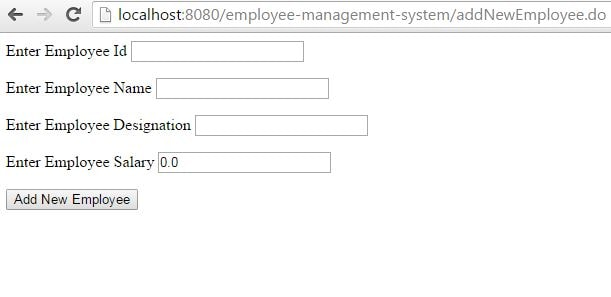 localhost:8080/employee-management-system/addNewEmployee.do
Enter Employee Id
Enter Employee Name
Enter Employee Designation
Enter Employee Salary 0.0
Add New Employee